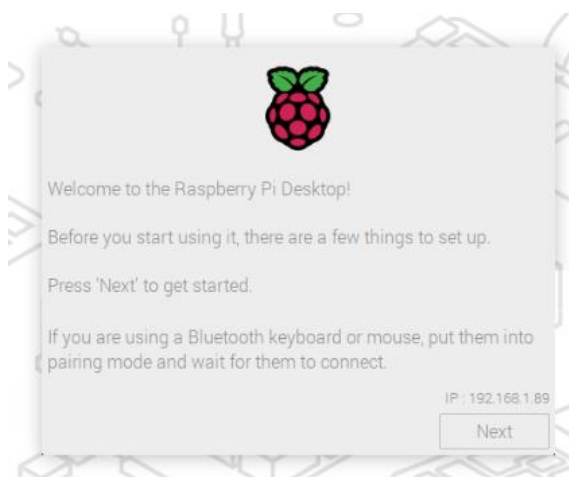 Welcome to the Raspberry Pi Desktop!
Before you start using it, there are a few things to set up.
Press 'Next' to get started.
If you are using a Bluetooth keyboard or mouse, put them into
pairing mode and wait for them to connect.
IP : 192.168.1.89
Next